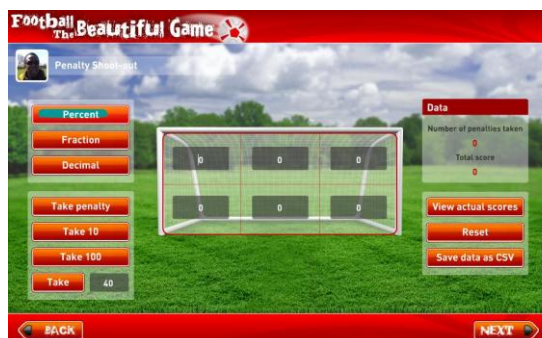 Football
The Beautiful Game
Penalty Shoot-out
Percent
Fraction
Decimal
0 0 0
0 0 0
Take penalty
Take 10
Take 100
Take 40
Data
Number of penalties taken
0
Total score
0
View actual scores
Reset
Save data as CSV
BACK
NEXT